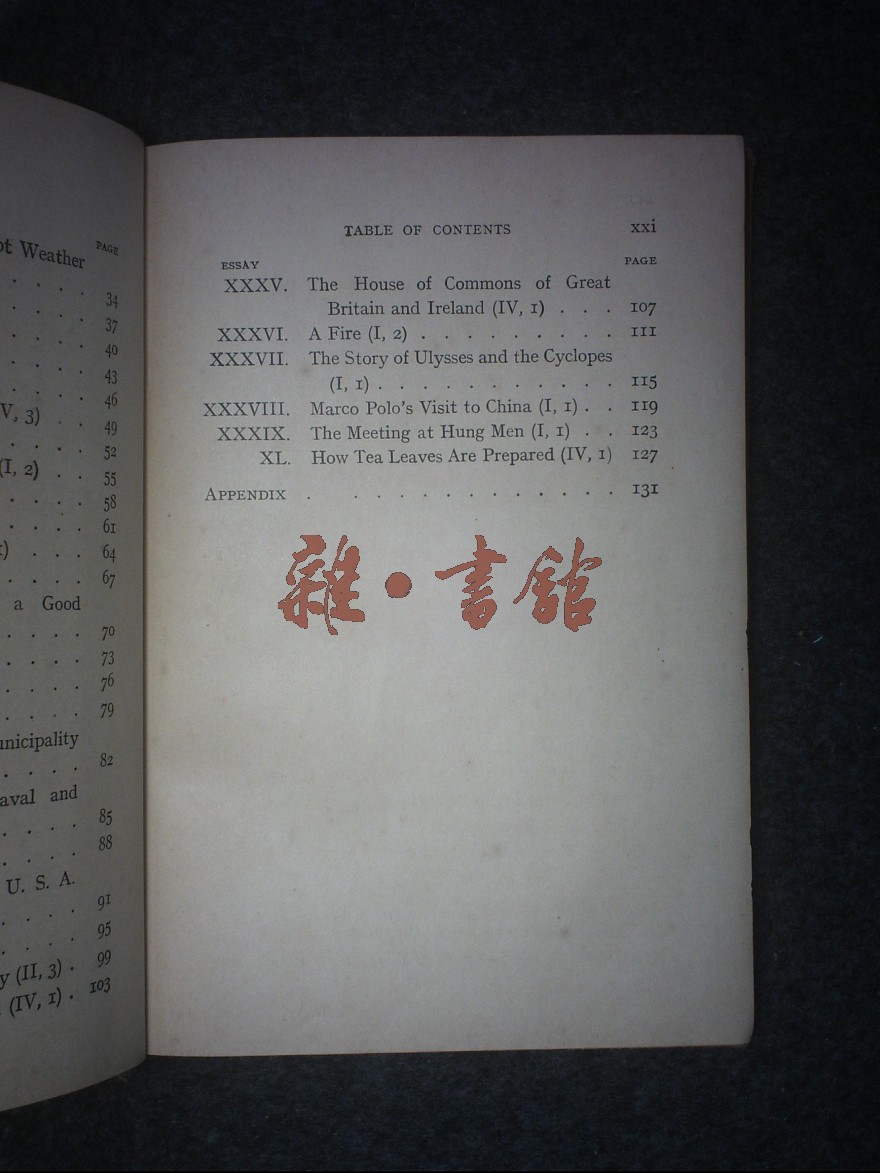 ot Weather PAGE
. . . . 34
. . . . 37
. . . . 40
. . . . 43
. . . . 46
V, 3) . . 49
. . . . 52
(I, 2) . . 55
. . . . 58
. . . . 61
) . . . 64
. . . . 67
a Good
. . . . 70
. . . . 73
. . . . 76
. . . . 79
unicipality
. . . . 82
aval and
. . . . 85
. . . . 88
U. S. A.
. . . . 91
. . . . 95
y (II, 3) . 99
(IV, 1) . 103
TABLE OF CONTENTS xxi
ESSAY PAGE
XXXV. The House of Commons of Great
Britain and Ireland (IV, 1) . . . 107
XXXVI. A Fire (I, 2) . . . . . . . 111
XXXVII. The Story of Ulysses and the Cyclopes
(I, 1) . . . . . . . . . 115
XXXVIII. Marco Polo's Visit to China (I, 1) . . 119
XXXIX. The Meeting at Hung Men (I, 1) . . 123
XL. How Tea Leaves Are Prepared (IV, 1) 127
APPENDIX . . . . . . . . . . . 131
雜·書館